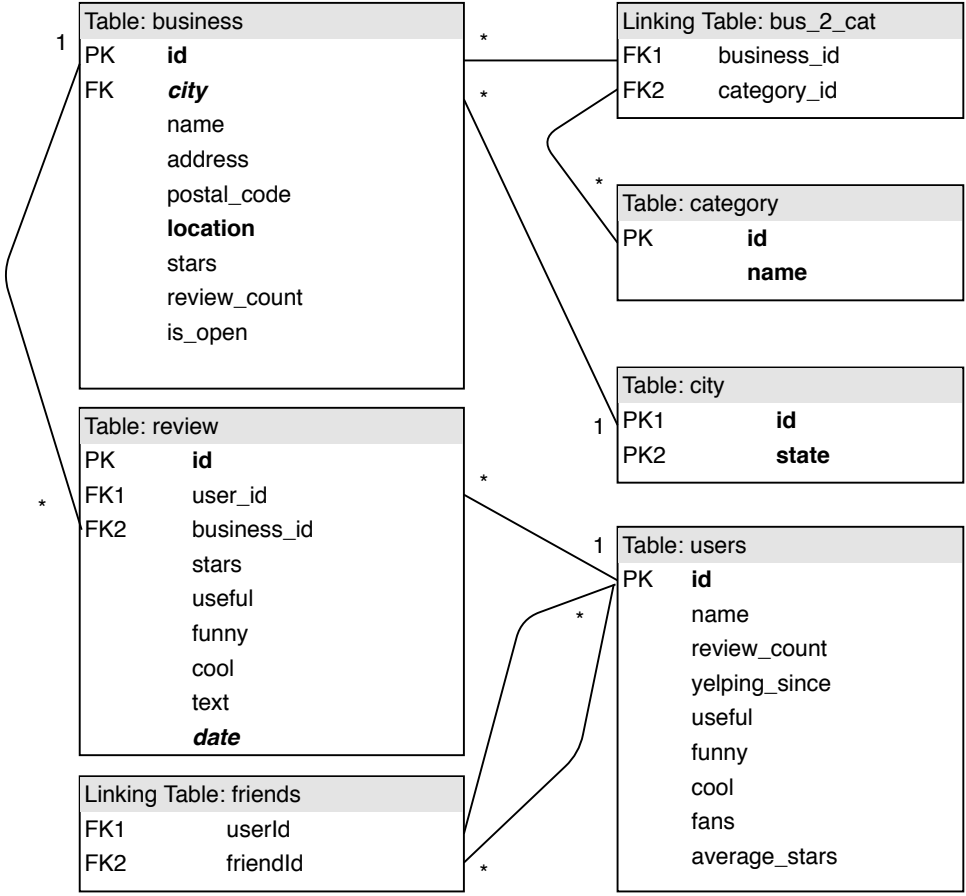 Table: business
1
PK id
FK city
name
address
postal_code
location
stars
review_count
is_open
*
*
Linking Table: bus_2_cat
FK1 business_id
FK2 category_id
*
Table: category
PK id
name
Table: city
1
PK1 id
PK2 state
Table: review
PK id
FK1 user_id
FK2 business_id
stars
useful
funny
cool
text
date
*
*
1
Table: users
PK id
name
review_count
yelping_since
useful
funny
cool
fans
average_stars
*
Linking Table: friends
FK1 userId
FK2 friendId
*